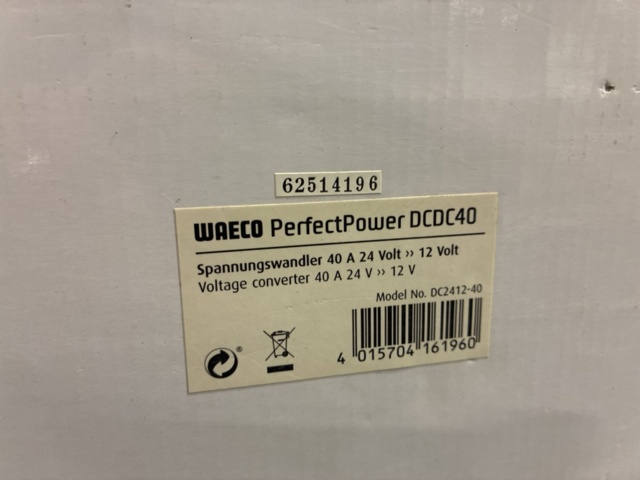 62514196
WAECO PerfectPower DCDC40
Spannungswandler 40 A 24 Volt ›› 12 Volt
Voltage converter 40 A 24 V ›› 12 V
Model No. DC2412-40
®
4 015704 161960